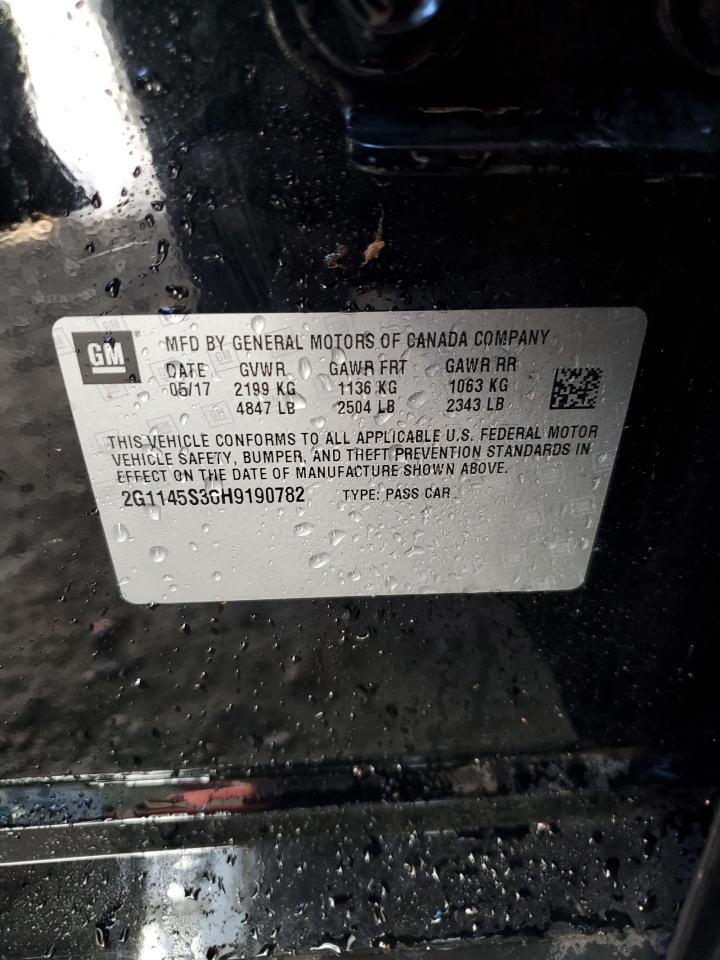 GM
MFD BY GENERAL MOTORS OF CANADA COMPANY
DATE GVWR GAWR FRT GAWR RR
05/17 2199 KG 1136 KG 1063 KG
4847 LB 2504 LB 2343 LB
THIS VEHICLE CONFORMS TO ALL APPLICABLE U.S. FEDERAL MOTOR
VEHICLE SAFETY, BUMPER, AND THEFT PREVENTION STANDARDS IN
EFFECT ON THE DATE OF MANUFACTURE SHOWN ABOVE.
2G1145S36H9190782 TYPE: PASS CAR